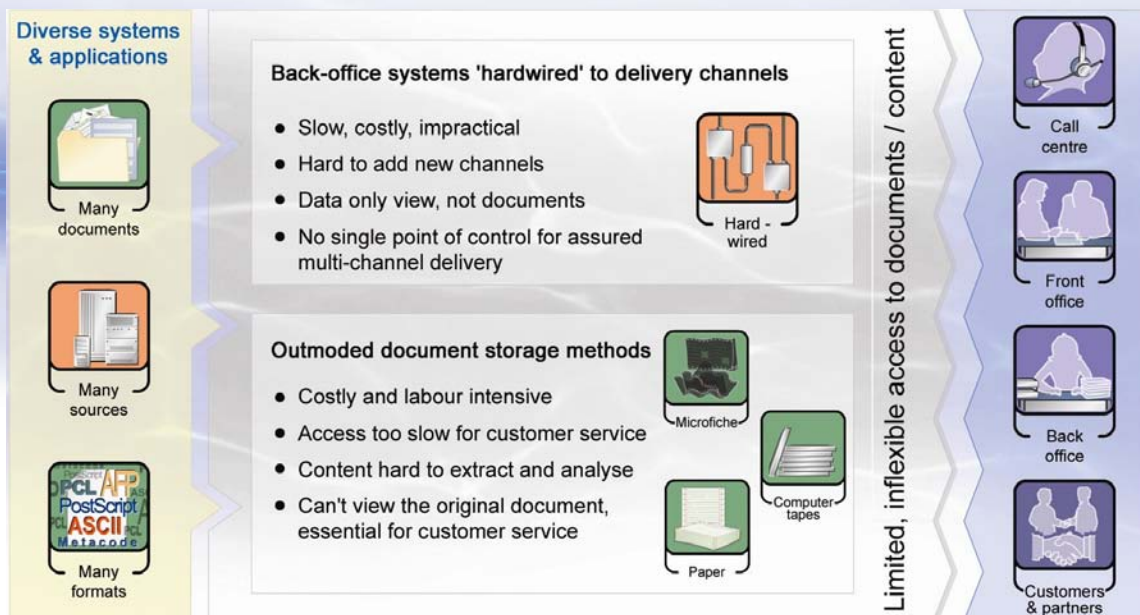 Diverse systems
& applications
Many
documents
Many
sources
PostScript
PCL AFP
PostScript
PCL ASCII PCL
Metacode
Many
formats
Back-office systems 'hardwired' to delivery channels
● Slow, costly, impractical
● Hard to add new channels
● Data only view, not documents
● No single point of control for assured
multi-channel delivery
Hard -
wired
Outmoded document storage methods
● Costly and labour intensive
● Access too slow for customer service
● Content hard to extract and analyse
● Can't view the original document,
essential for customer service
Microfiche
Computer
tapes
Paper
Limited, inflexible access to documents / content
Call
centre
Front
office
Back
office
Customers
& partners